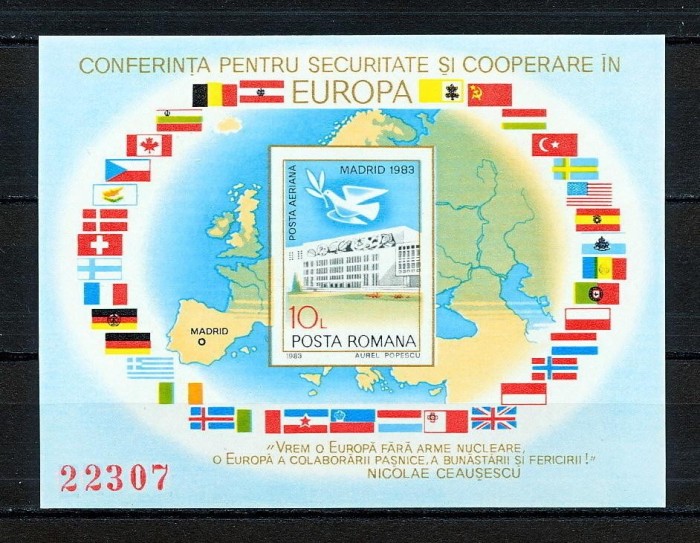 CONFERINȚA PENTRU SECURITATE ȘI COOPERARE ÎN
EUROPA
POSTA AERIANA
MADRID 1983
10L
POSTA ROMANA
1983 AUREL POPESCU
MADRID
"VREM O EUROPĂ FĂRĂ ARME NUCLEARE,
O EUROPĂ A COLABORĂRII PAȘNICE, A BUNĂSTĂRII ȘI FERICIRII!"
NICOLAE CEAUȘESCU
22307